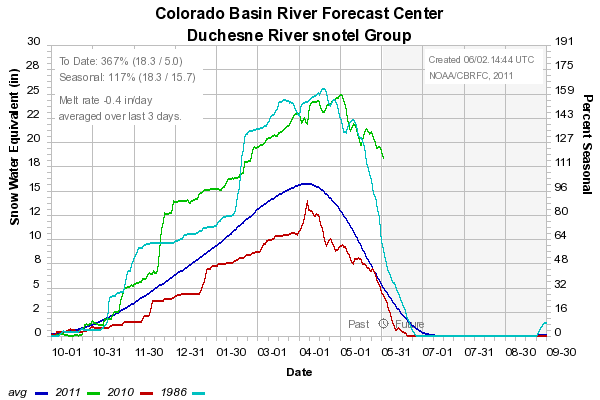 Colorado Basin River Forecast Center
Duchesne River snotel Group
30 191
To Date: 367% (18.3 / 5.0)
Seasonal: 117% (18.3 / 15.7)
Melt rate -0.4 in/day
averaged over last 3 days.
Created 06/02.14:44 UTC
NOAA/CBRFC, 2011
28 175
25 159
22 143
20 127
18 111
15 96
12 80
10 64
8 48
5 32
2 16
0 0
Snow Water Equivalent (in)
Percent Seasonal
Past Future
10-01 10-31 11-30 12-31 01-30 03-01 04-01 05-01 05-31 07-01 07-31 08-30 09-30
Date
avg 2011 2010 1986